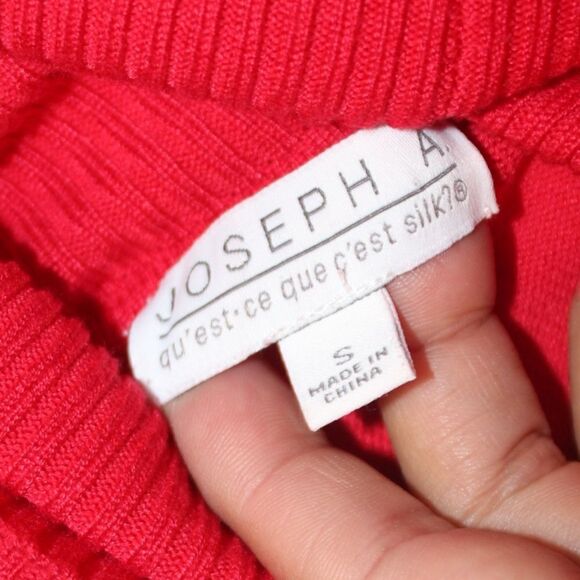 JOSEPH A.
qu'est·ce que c'est silk?®
S
MADE IN
CHINA